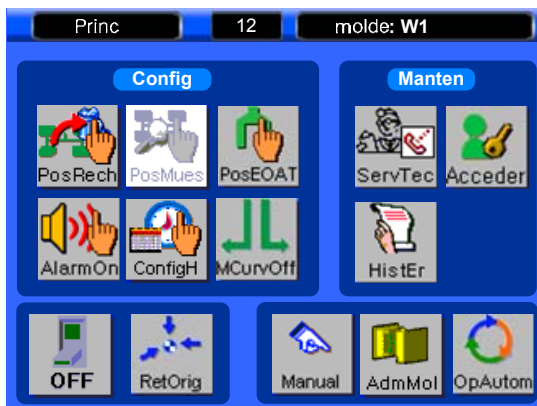 Princ 12 molde: W1
Config Manten
PosRech PosMues PosEOAT ServTec Acceder
AlarmOn ConfigH MCurvOff HistEr
OFF RetOrig Manual AdmMol OpAutom